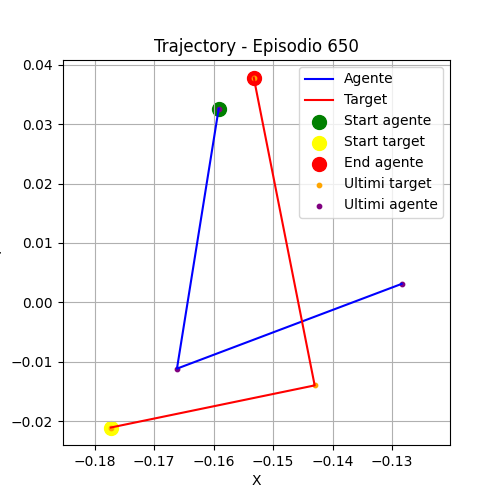 Trajectory - Episodio 650
0.04
0.03
0.02
0.01
0.00
−0.01
−0.02
−0.18
−0.17
−0.16
−0.15
−0.14
−0.13
X
Agente
Target
Start agente
Start target
End agente
Ultimi target
Ultimi agente